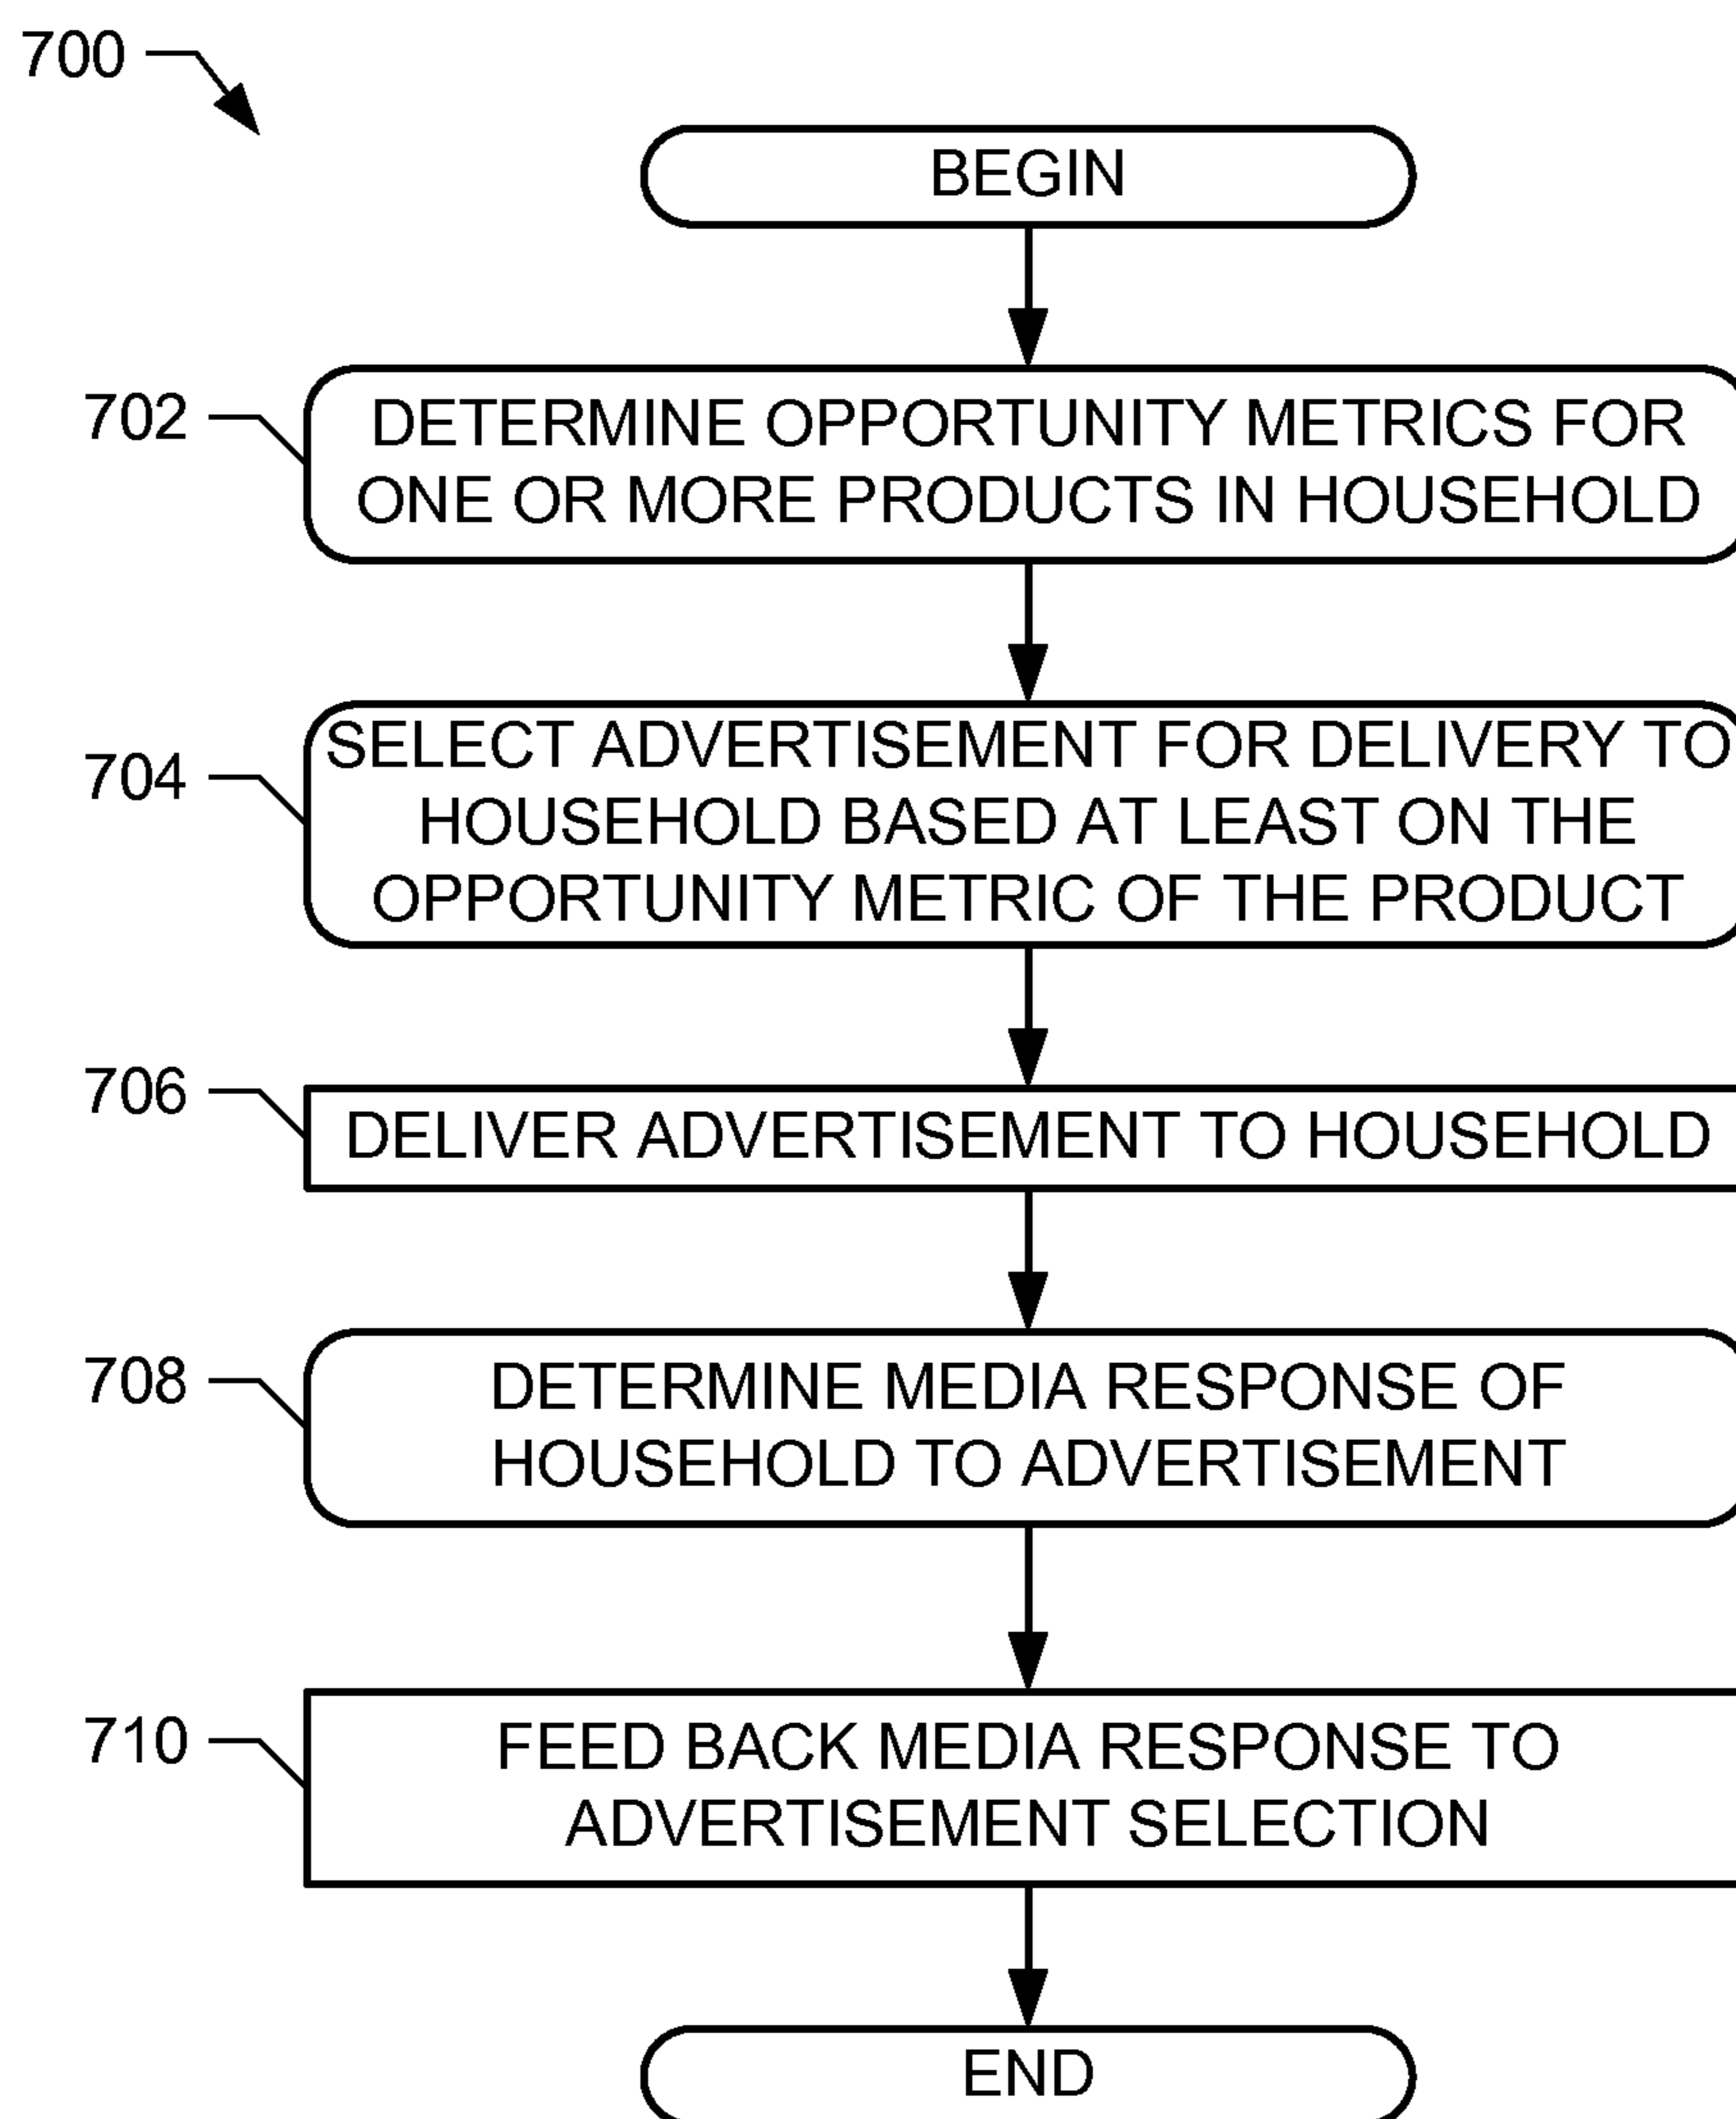 700
BEGIN
702
DETERMINE OPPORTUNITY METRICS FOR
ONE OR MORE PRODUCTS IN HOUSEHOLD
704
SELECT ADVERTISEMENT FOR DELIVERY TO
HOUSEHOLD BASED AT LEAST ON THE
OPPORTUNITY METRIC OF THE PRODUCT
706
DELIVER ADVERTISEMENT TO HOUSEHOLD
708
DETERMINE MEDIA RESPONSE OF
HOUSEHOLD TO ADVERTISEMENT
710
FEED BACK MEDIA RESPONSE TO
ADVERTISEMENT SELECTION
END